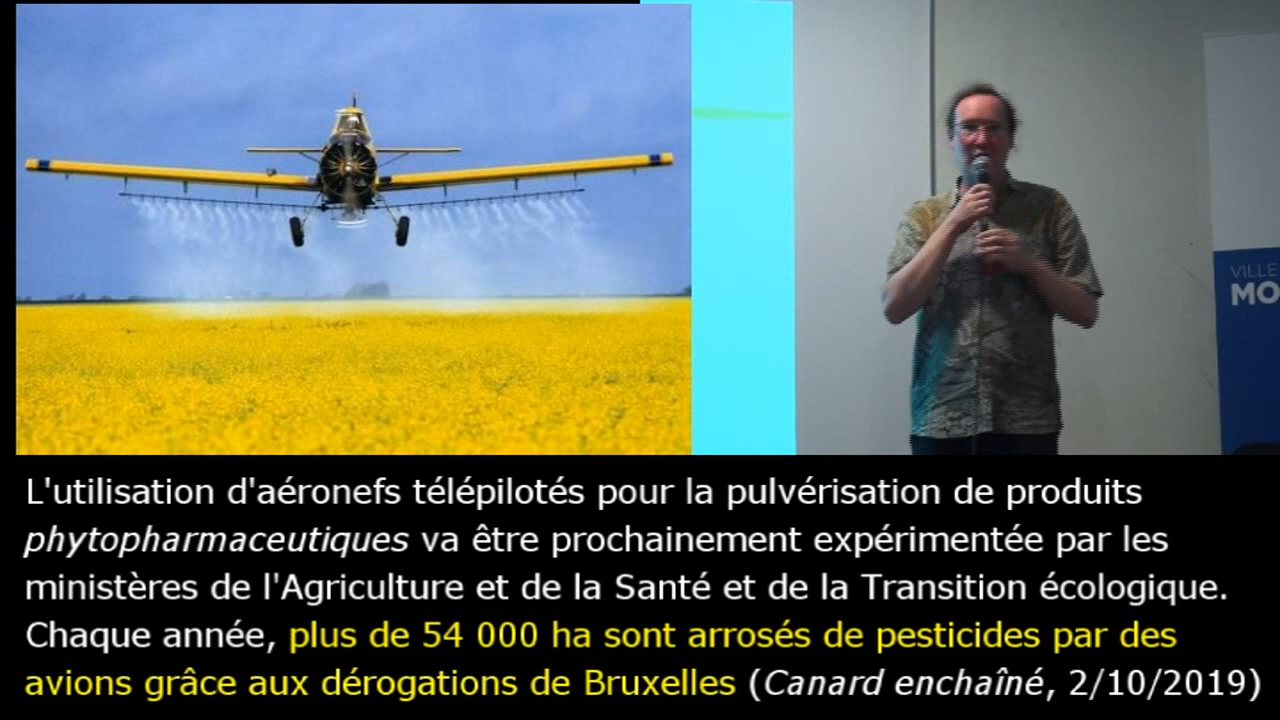 VILLE
MO
L'utilisation d'aéronefs télépilotés pour la pulvérisation de produits
phytopharmaceutiques va être prochainement expérimentée par les
ministères de l'Agriculture et de la Santé et de la Transition écologique.
Chaque année, plus de 54 000 ha sont arrosés de pesticides par des
avions grâce aux dérogations de Bruxelles (Canard enchaîné, 2/10/2019)